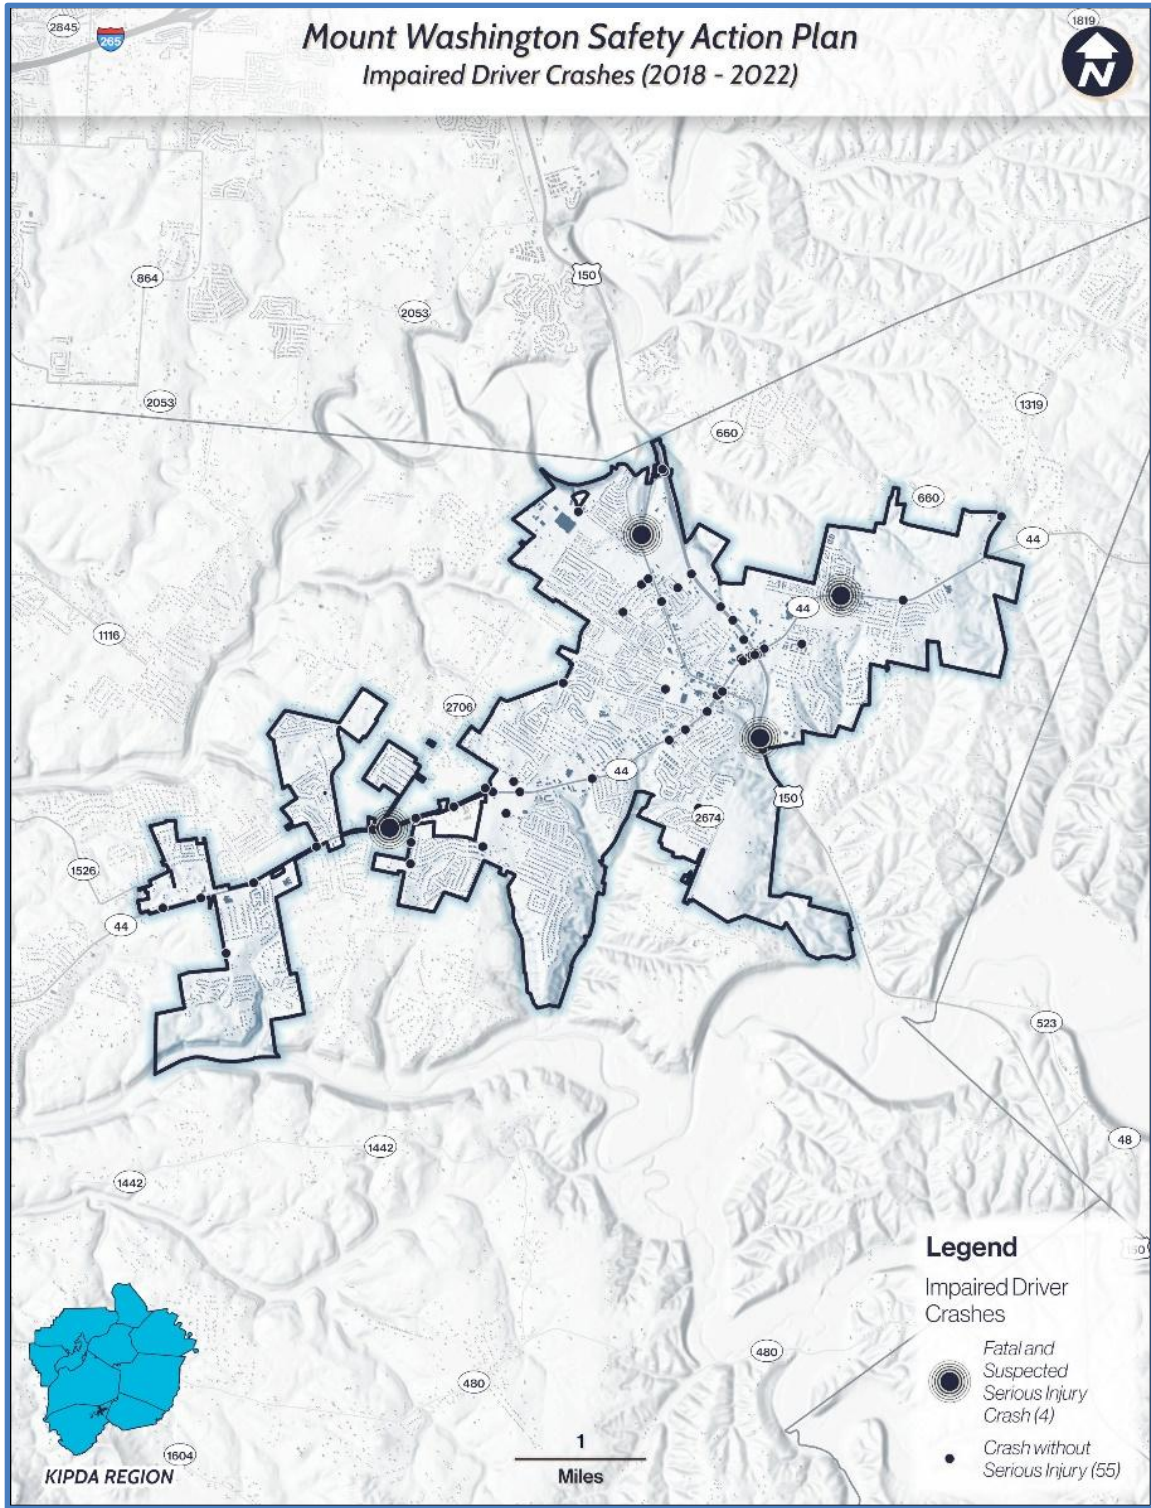 Mount Washington Safety Action Plan
Impaired Driver Crashes (2018 - 2022)
2845
265
1819
N
150
864
2053
2053
1319
660
660
44
44
1116
2706
44
150
2674
1526
44
523
48
1442
1442
150
480
480
1604
Legend
Impaired Driver
Crashes
Fatal and
Suspected
Serious Injury
Crash (4)
Crash without
Serious Injury (55)
1
Miles
KIPDA REGION